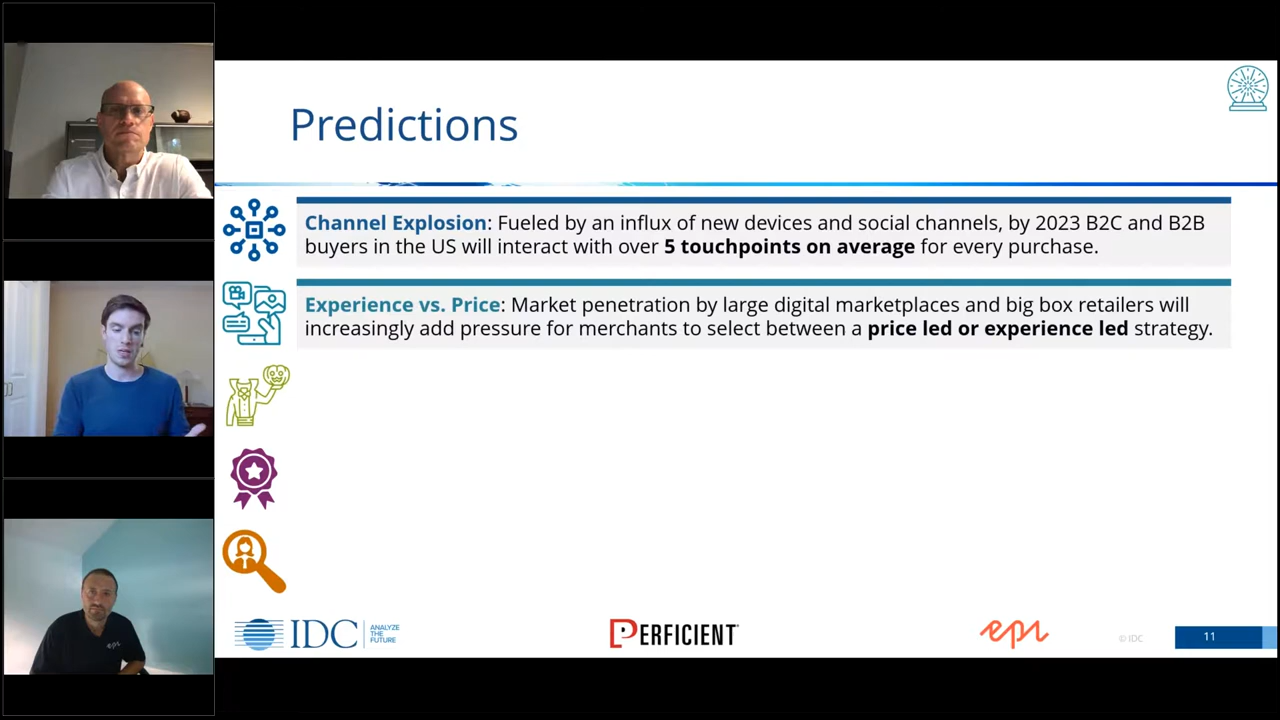 Predictions
Channel Explosion: Fueled by an influx of new devices and social channels, by 2023 B2C and B2B
buyers in the US will interact with over 5 touchpoints on average for every purchase.
Experience vs. Price: Market penetration by large digital marketplaces and big box retailers will
increasingly add pressure for merchants to select between a price led or experience led strategy.
IDC
ANALYZE
THE
FUTURE
PERFICIENT
epi
© IDC
11
epi